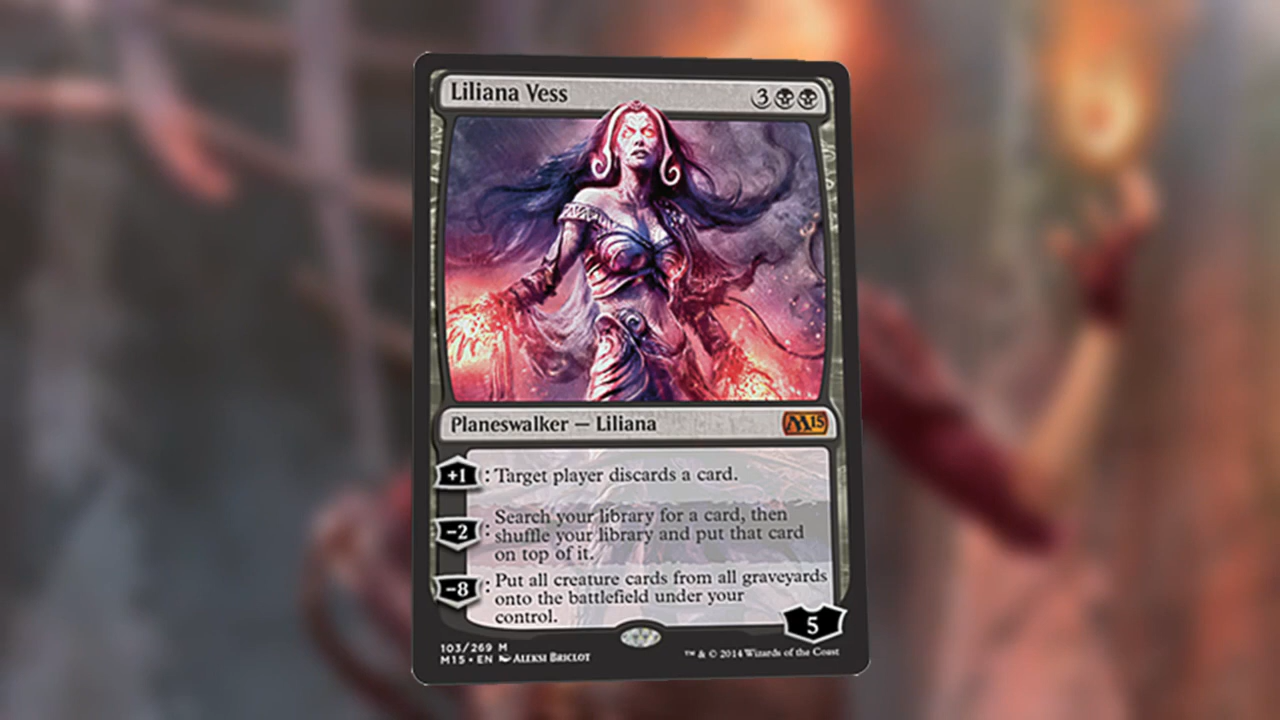 Liliana Vess 3
Planeswalker — Liliana M15
+1 : Target player discards a card.
Search your library for a card, then
−2 : shuffle your library and put that card
on top of it.
−8 : Put all creature cards from all graveyards
onto the battlefield under your
control.
5
103/269 M
M15 • EN Aleksi Briclot ™ & © 2014 Wizards of the Coast